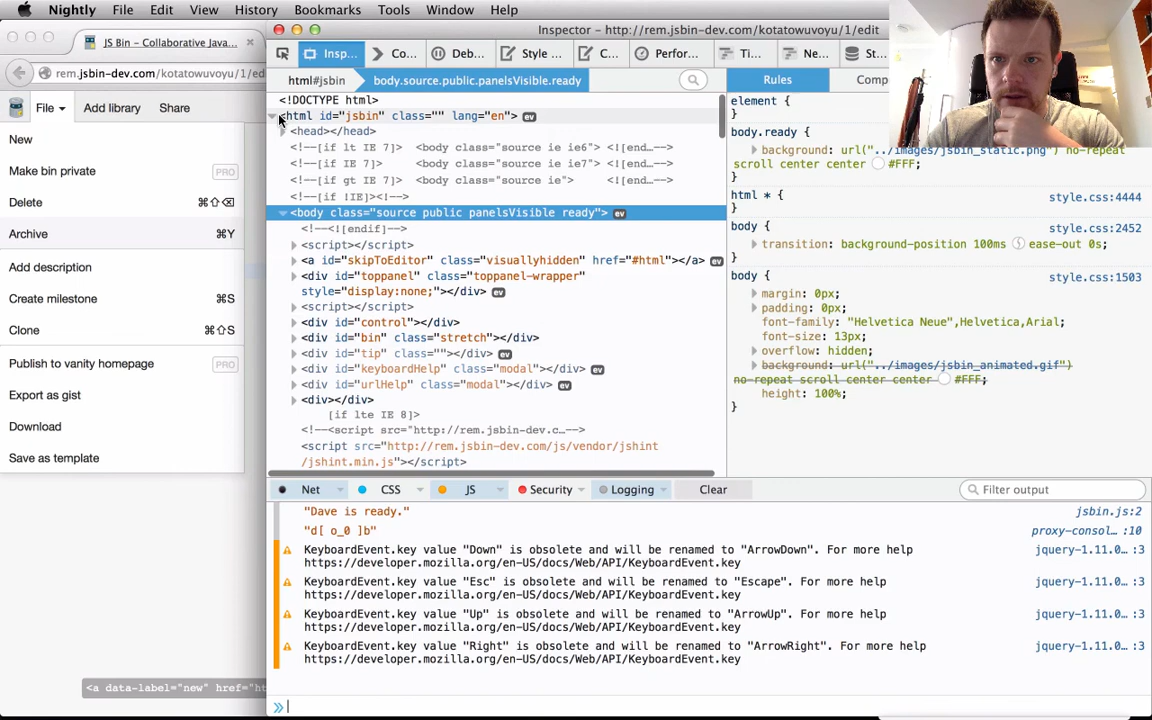 Nightly File Edit View History Bookmarks Tools Window Help
JS Bin – Collaborative Java...
rem.jsbin-dev.com/kotatowuvoyu/1/ed
File Add library Share
New
Make bin private PRO
Delete ⌘⇧⌫
Archive ⌘Y
Add description
Create milestone ⌘S
Clone ⌘⇧S
Publish to vanity homepage PRO
Export as gist
Download
Save as template
<a data-label="new" href="ht
Inspector – http://rem.jsbin-dev.com/kotatowuvoyu/1/edit
Insp... Co... Deb... Style ... C... Perfor... Ti... Ne... St...
html#jsbin body.source.public.panelsVisible.ready
<!DOCTYPE html>
<html id="jsbin" class="" lang="en"> ev
<head></head>
<!--[if lt IE 7]> <body class="source ie ie6"> <![end...-->
<!--[if IE 7]> <body class="source ie ie7"> <![end...-->
<!--[if gt IE 7]> <body class="source ie"> <![end...-->
<!--[if !IE]><!-->
<body class="source public panelsVisible ready"> ev
<!--<![endif]-->
<script></script>
<a id="skipToEditor" class="visuallyhidden" href="#html"></a> ev
<div id="toppanel" class="toppanel-wrapper"
style="display:none;"></div> ev
<script></script>
<div id="control"></div>
<div id="bin" class="stretch"></div>
<div id="tip" class=""></div> ev
<div id="keyboardHelp" class="modal"></div> ev
<div id="urlHelp" class="modal"></div> ev
<div></div>
[if lte IE 8]>
<!--<script src="http://rem.jsbin-dev.c...-->
<script src="http://rem.jsbin-dev.com/js/vendor/jshint
/jshint.min.js"></script>
Rules Comp
element {
}
body.ready {
background: url("../images/jsbin_static.png") no-repeat
scroll center center #FFF;
}
html * { style.css:4444
}
body { style.css:2452
transition: background-position 100ms ease-out 0s;
}
body { style.css:1503
margin: 0px;
padding: 0px;
font-family: "Helvetica Neue",Helvetica,Arial;
font-size: 13px;
overflow: hidden;
background: url("../images/jsbin_animated.gif")
no-repeat scroll center center #FFF;
height: 100%;
}
Net CSS JS Security Logging Clear Filter output
"Dave is ready." jsbin.js:2
"d[ o_0 ]b" proxy-consol... :10
KeyboardEvent.key value "Down" is obsolete and will be renamed to "ArrowDown". For more help jquery-1.11.0... :3
https://developer.mozilla.org/en-US/docs/Web/API/KeyboardEvent.key
KeyboardEvent.key value "Esc" is obsolete and will be renamed to "Escape". For more help jquery-1.11.0... :3
https://developer.mozilla.org/en-US/docs/Web/API/KeyboardEvent.key
KeyboardEvent.key value "Up" is obsolete and will be renamed to "ArrowUp". For more help jquery-1.11.0... :3
https://developer.mozilla.org/en-US/docs/Web/API/KeyboardEvent.key
KeyboardEvent.key value "Right" is obsolete and will be renamed to "ArrowRight". For more help jquery-1.11.0... :3
https://developer.mozilla.org/en-US/docs/Web/API/KeyboardEvent.key